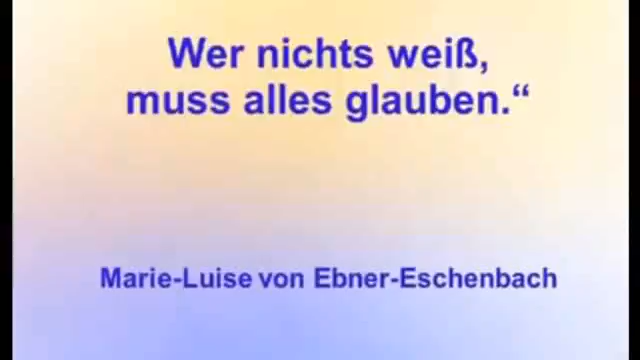 Wer nichts weiß,
muss alles glauben.“
Marie-Luise von Ebner-Eschenbach